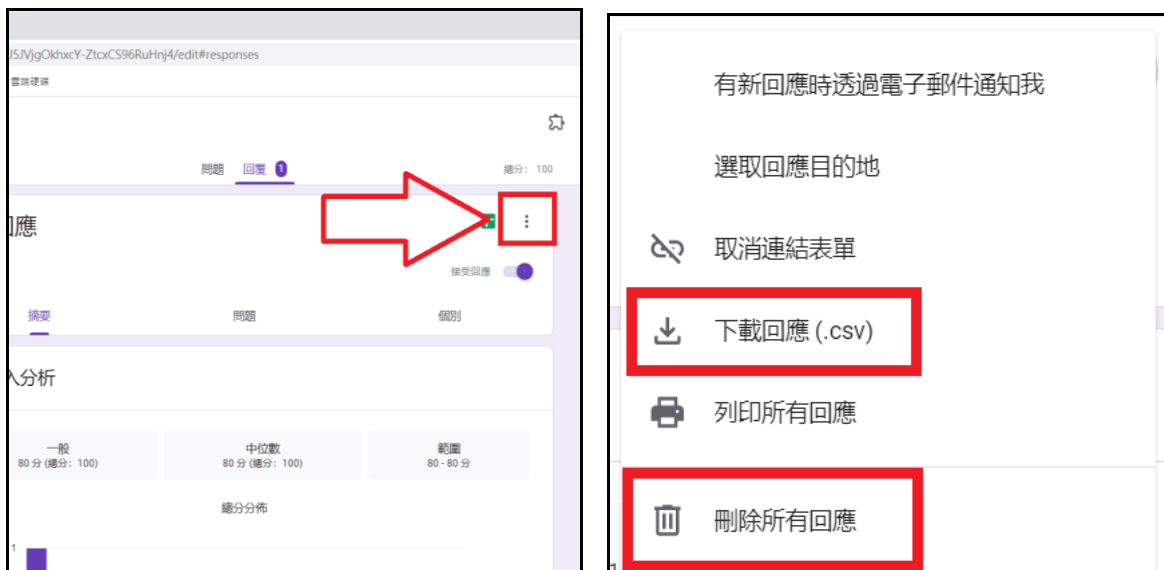 J5JVjgOkhxcY-ZtcxCS96RuHnj4/edit#responses
雲端硬碟
問題 回覆 1 總分: 100
回應
接受回應
摘要 問題 個別
入分析
一般 中位數 範圍
80 分 (總分: 100) 80 分 (總分: 100) 80 - 80 分
總分分佈
1
有新回應時透過電子郵件通知我
選取回應目的地
取消連結表單
下載回應 (.csv)
列印所有回應
刪除所有回應